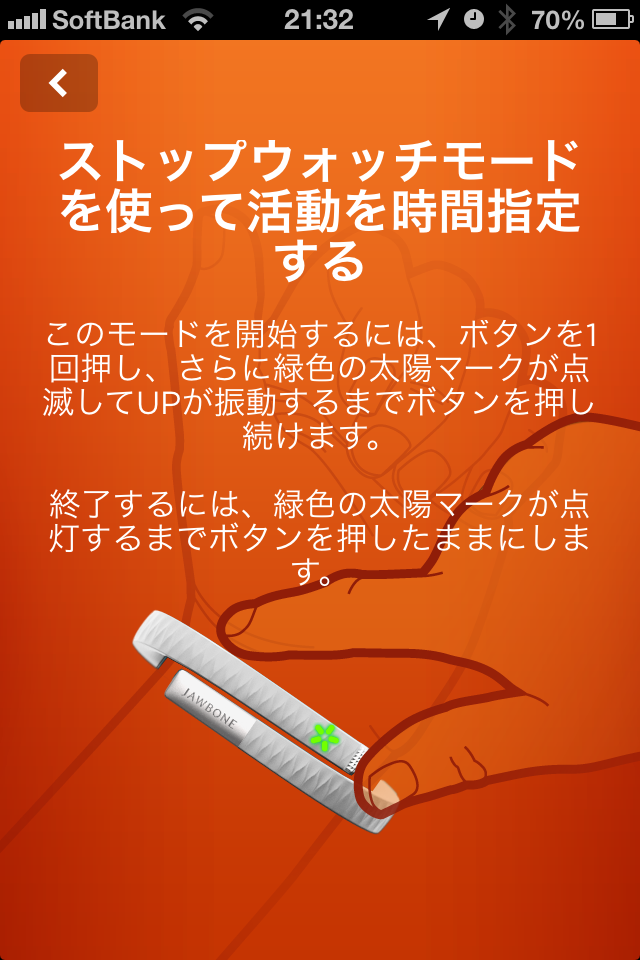 SoftBank 21:32 70%
ストップウォッチモード
を使って活動を時間指定
する
このモードを開始するには、ボタンを1
回押し、さらに緑色の太陽マークが点
滅してUPが振動するまでボタンを押し
続けます。
終了するには、緑色の太陽マークが点
灯するまでボタンを押したままにしま
す。
JAWBONE